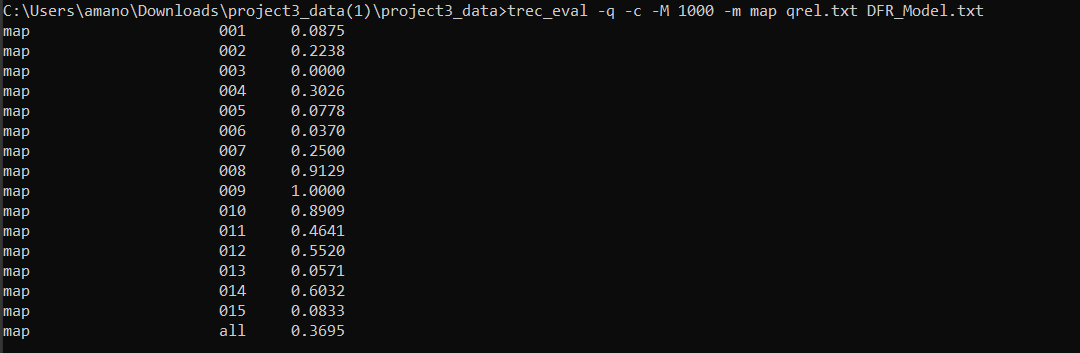 C:\Users\amano\Downloads\project3_data(1)\project3_data>trec_eval -q -c -M 1000 -m map qrel.txt DFR_Model.txt
map 001 0.0875
map 002 0.2238
map 003 0.0000
map 004 0.3026
map 005 0.0778
map 006 0.0370
map 007 0.2500
map 008 0.9129
map 009 1.0000
map 010 0.8909
map 011 0.4641
map 012 0.5520
map 013 0.0571
map 014 0.6032
map 015 0.0833
map all 0.3695